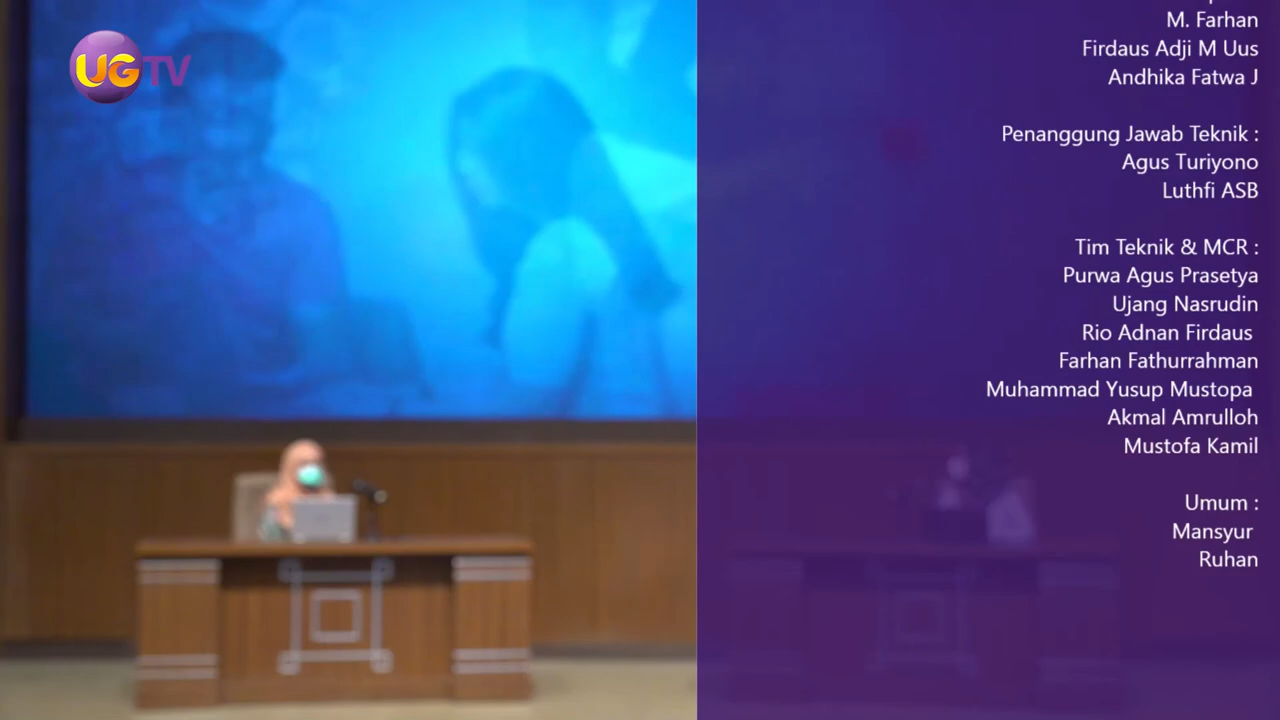 UGTV
M. Farhan
Firdaus Adji M Uus
Andhika Fatwa J
Penanggung Jawab Teknik :
Agus Turiyono
Luthfi ASB
Tim Teknik & MCR :
Purwa Agus Prasetya
Ujang Nasrudin
Rio Adnan Firdaus
Farhan Fathurrahman
Muhammad Yusup Mustopa
Akmal Amrulloh
Mustofa Kamil
Umum :
Mansyur
Ruhan